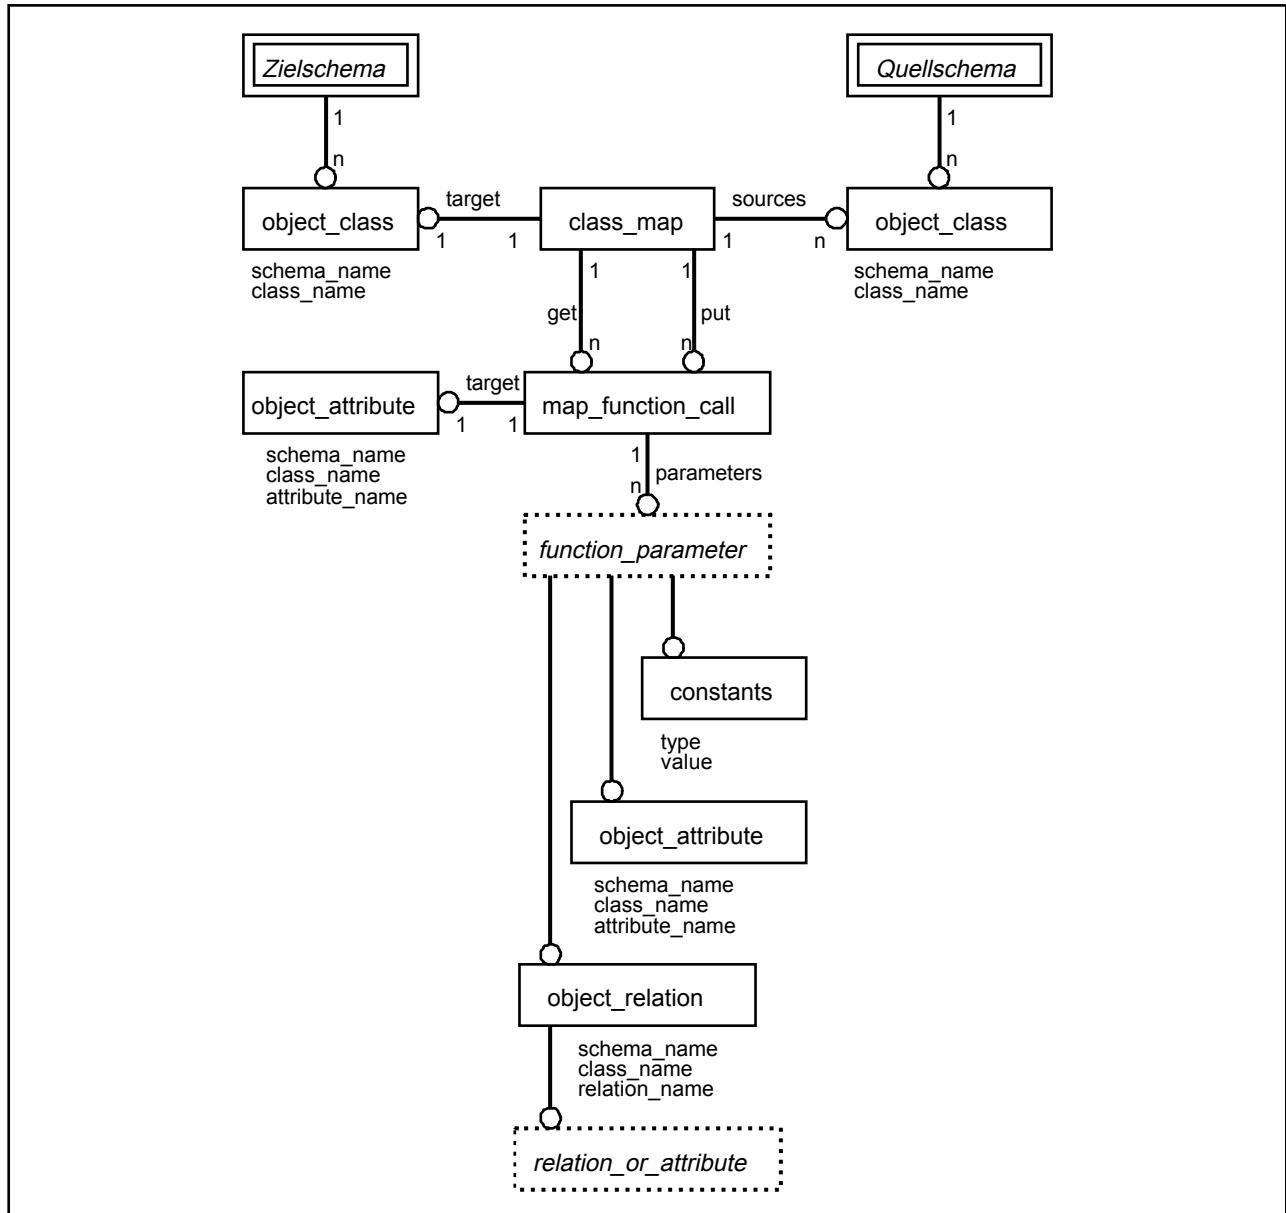 Zielschema
Quellschema
1
1
n
n
object_class
target
class_map
sources
object_class
1
1
1
n
schema_name
class_name
schema_name
class_name
1
1
get
put
n
n
object_attribute
target
map_function_call
1
1
schema_name
class_name
attribute_name
1
parameters
n
function_parameter
constants
type
value
object_attribute
schema_name
class_name
attribute_name
object_relation
schema_name
class_name
relation_name
relation_or_attribute